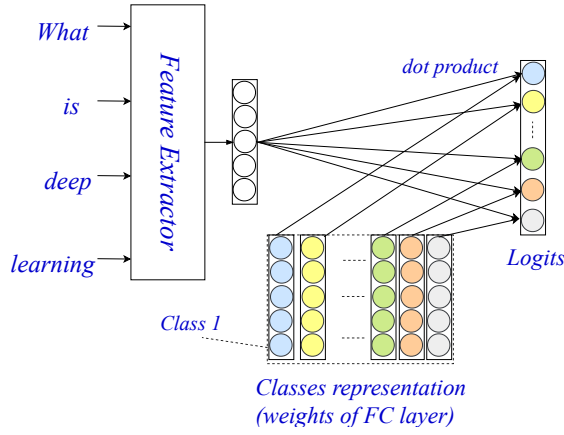 What
is
deep
learning
Feature Extractor
dot product
Logits
Class 1
Classes representation
(weights of FC layer)